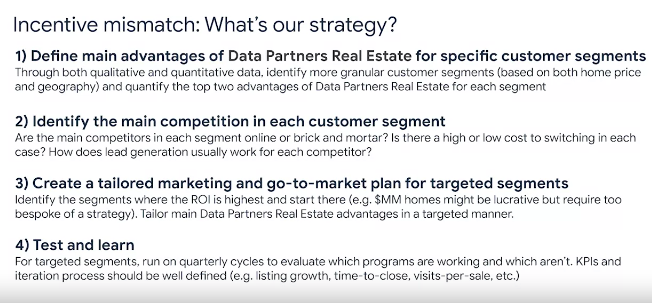 Incentive mismatch: What's our strategy?
1) Define main advantages of Data Partners Real Estate for specific customer segments
Through both qualitative and quantitative data, identify more granular customer segments (based on both home price
and geography) and quantify the top two advantages of Data Partners Real Estate for each segment
2) Identify the main competition in each customer segment
Are the main competitors in each segment online or brick and mortar? Is there a high or low cost to switching in each
case? How does lead generation usually work for each competitor?
3) Create a tailored marketing and go-to-market plan for targeted segments
Identify the segments where the ROI is highest and start there (e.g. $MM homes might be lucrative but require too
bespoke of a strategy). Tailor main Data Partners Real Estate advantages in a targeted manner.
4) Test and learn
For targeted segments, run on quarterly cycles to evaluate which programs are working and which aren't. KPIs and
iteration process should be well defined (e.g. listing growth, time-to-close, visits-per-sale, etc.)